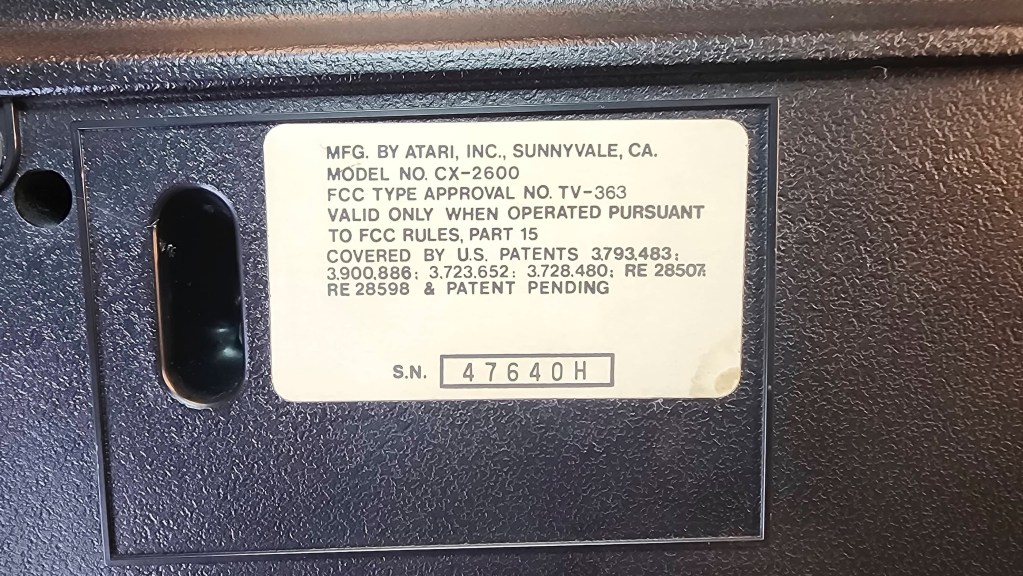 MFG. BY ATARI, INC., SUNNYVALE, CA.
MODEL NO. CX-2600
FCC TYPE APPROVAL NO. TV-363
VALID ONLY WHEN OPERATED PURSUANT
TO FCC RULES, PART 15
COVERED BY U.S. PATENTS 3,793,483;
3,900,886; 3,723,652; 3,728,480; RE 28507;
RE 28598 & PATENT PENDING
S.N. 47640H